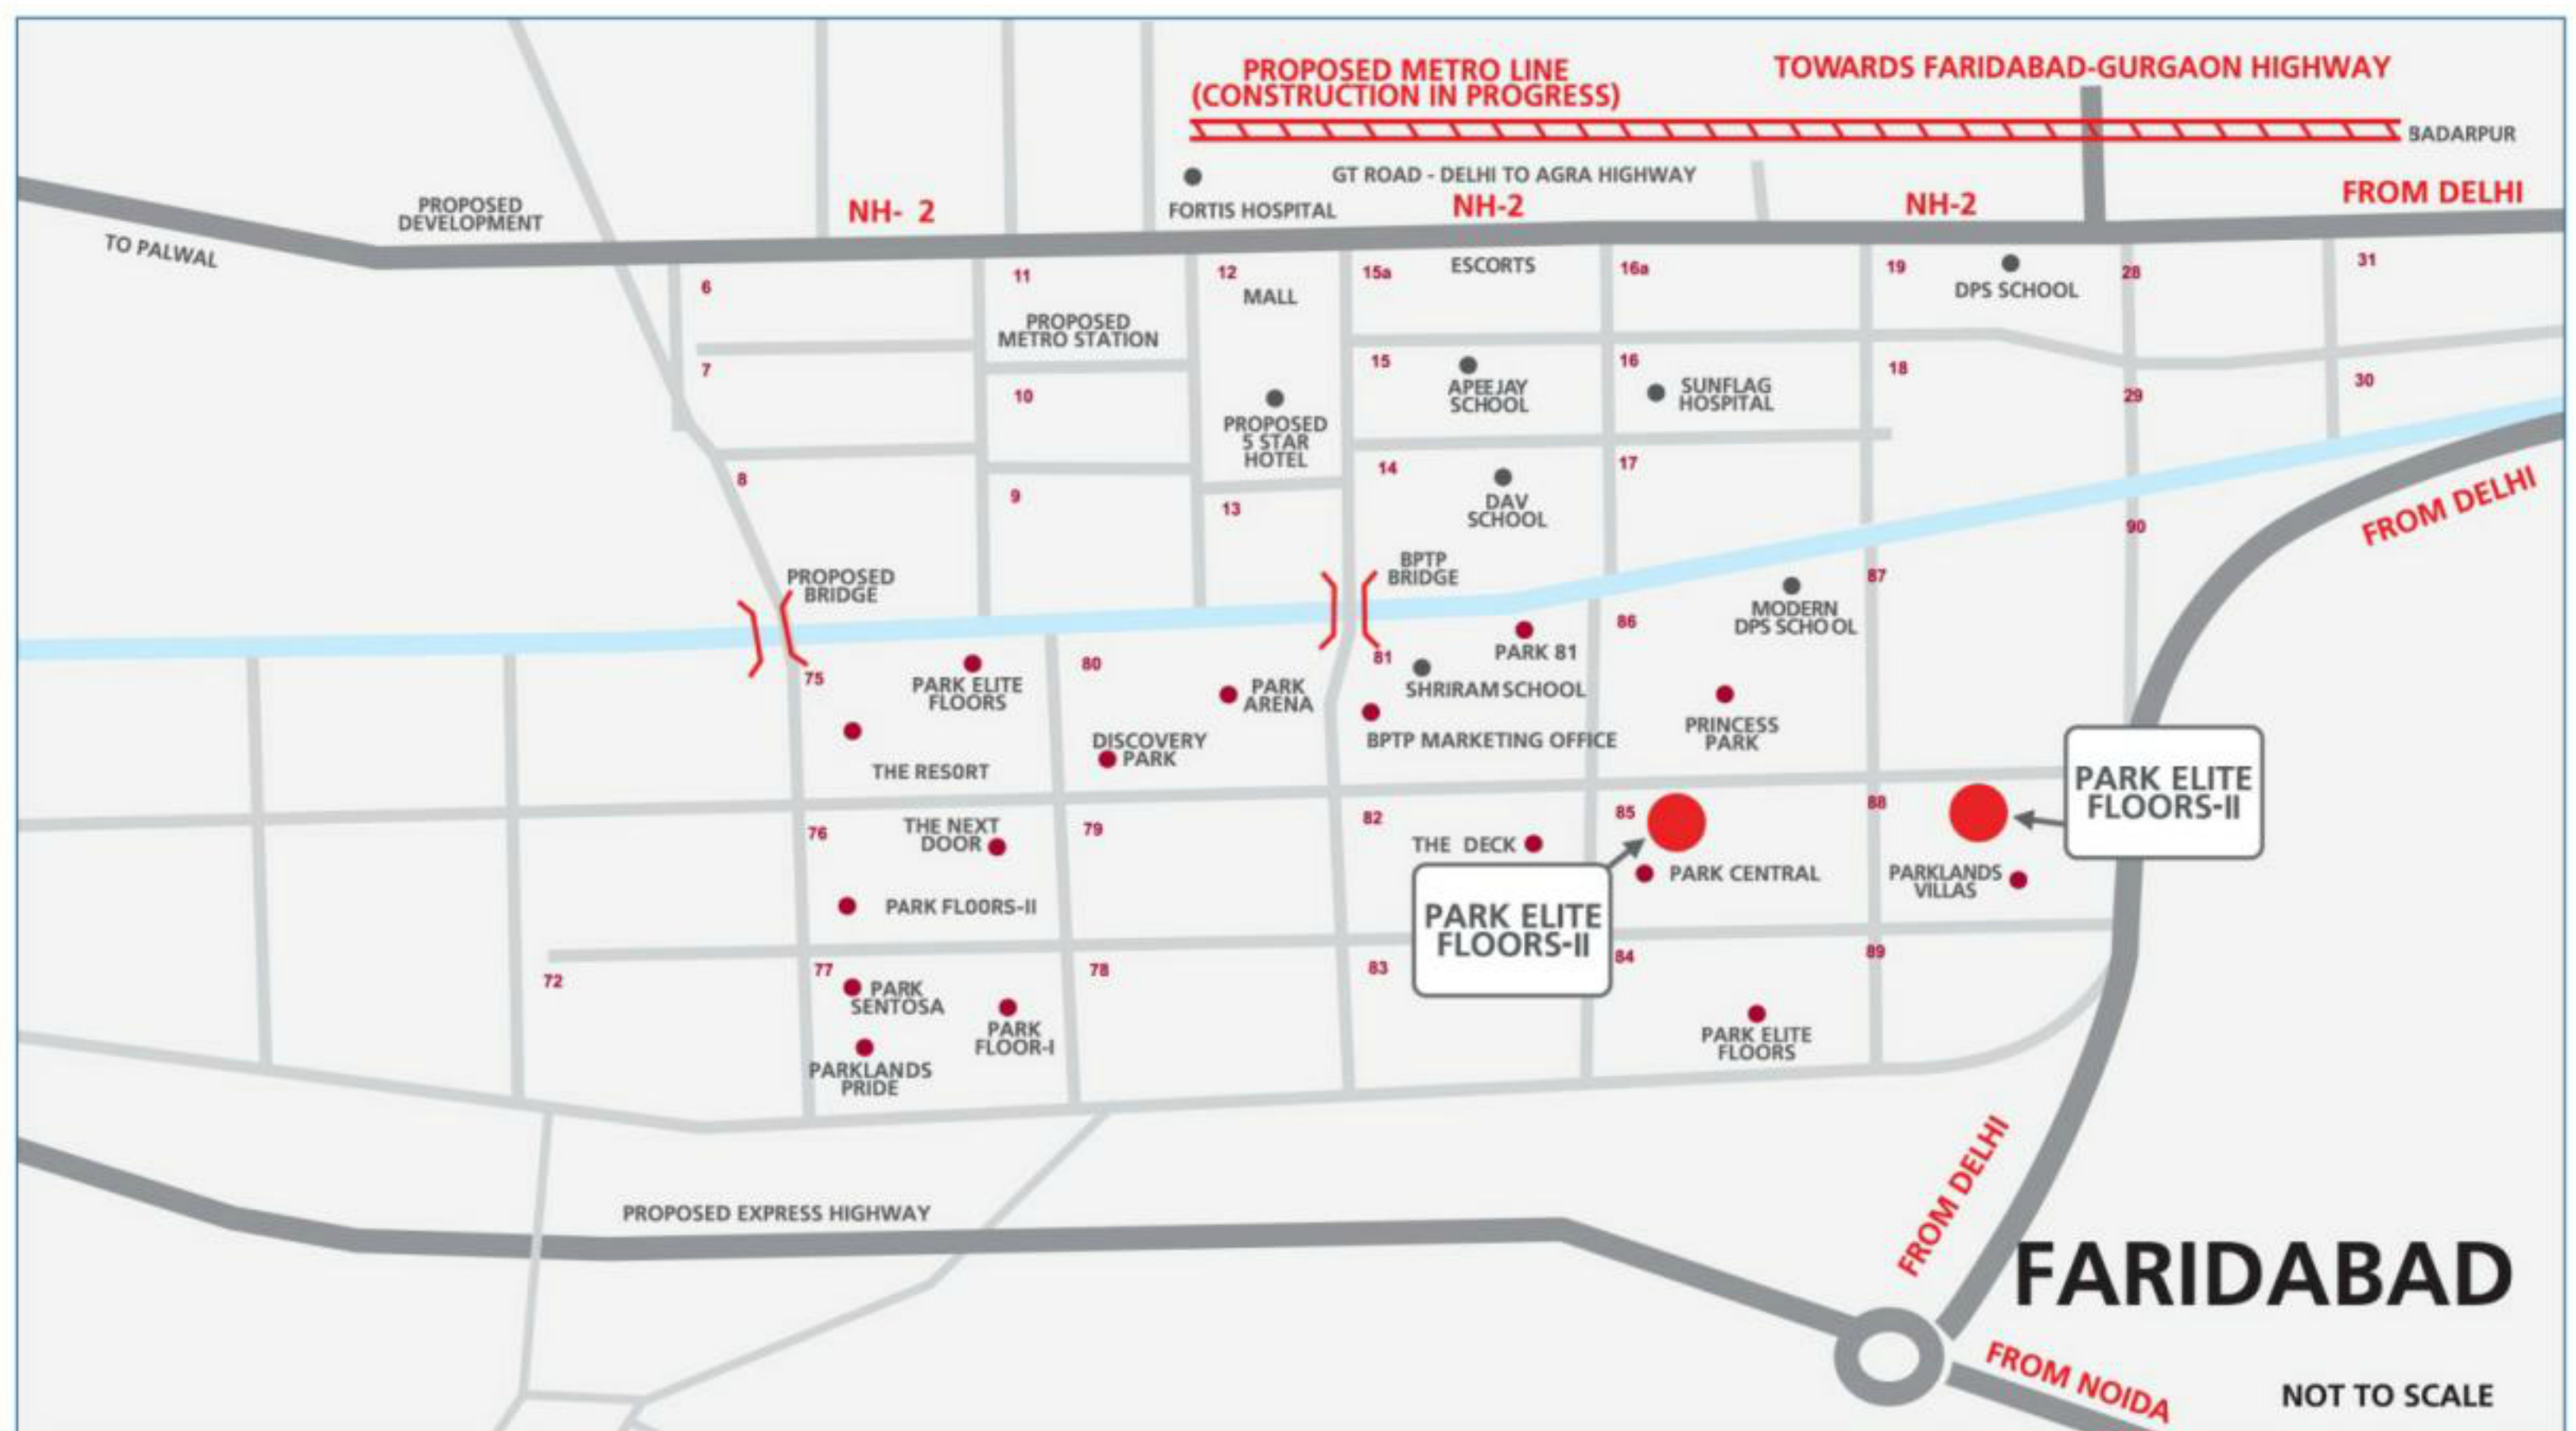 PROPOSED METRO LINE
(CONSTRUCTION IN PROGRESS)
TOWARDS FARIDABAD-GURGAON HIGHWAY
BADARPUR
GT ROAD - DELHI TO AGRA HIGHWAY
FORTIS HOSPITAL
PROPOSED
DEVELOPMENT
NH- 2
NH-2
NH-2
FROM DELHI
TO PALWAL
6
11
12
MALL
15a
ESCORTS
16a
19
DPS SCHOOL
28
31
PROPOSED
METRO STATION
7
10
15
APEEJAY
SCHOOL
16
SUNFLAG
HOSPITAL
18
29
30
PROPOSED
5 STAR
HOTEL
8
9
13
14
DAV
SCHOOL
17
90
FROM DELHI
PROPOSED
BRIDGE
BPTP
BRIDGE
86
MODERN
DPS SCHO OL
87
75
PARK ELITE
FLOORS
80
PARK
ARENA
81
PARK 81
SHRIRAM SCHOOL
BPTP MARKETING OFFICE
PRINCESS
PARK
THE RESORT
DISCOVERY
PARK
PARK ELITE
FLOORS-II
76
THE NEXT
DOOR
79
82
THE DECK
85
88
PARK CENTRAL
PARKLANDS
VILLAS
PARK FLOORS-II
PARK ELITE
FLOORS-II
72
77
PARK
SENTOSA
78
83
84
89
PARK
FLOOR-I
PARKLANDS
PRIDE
PARK ELITE
FLOORS
PROPOSED EXPRESS HIGHWAY
FROM DELHI
FARIDABAD
FROM NOIDA
NOT TO SCALE